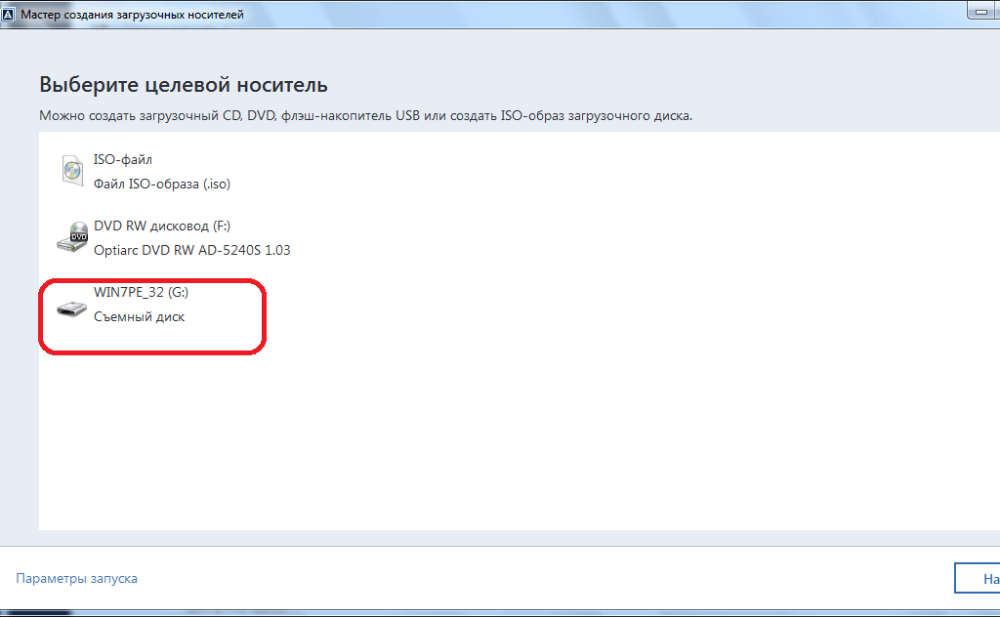 Мастер создания загрузочных носителей
Выберите целевой носитель
Можно создать загрузочный CD, DVD, флэш-накопитель USB или создать ISO-образ загрузочного диска.
ISO-файл
Файл ISO-образа (.iso)
DVD RW дисковод (F:)
Optiarc DVD RW AD-5240S 1.03
WIN7PE_32 (G:)
Съемный диск
Параметры запуска
На